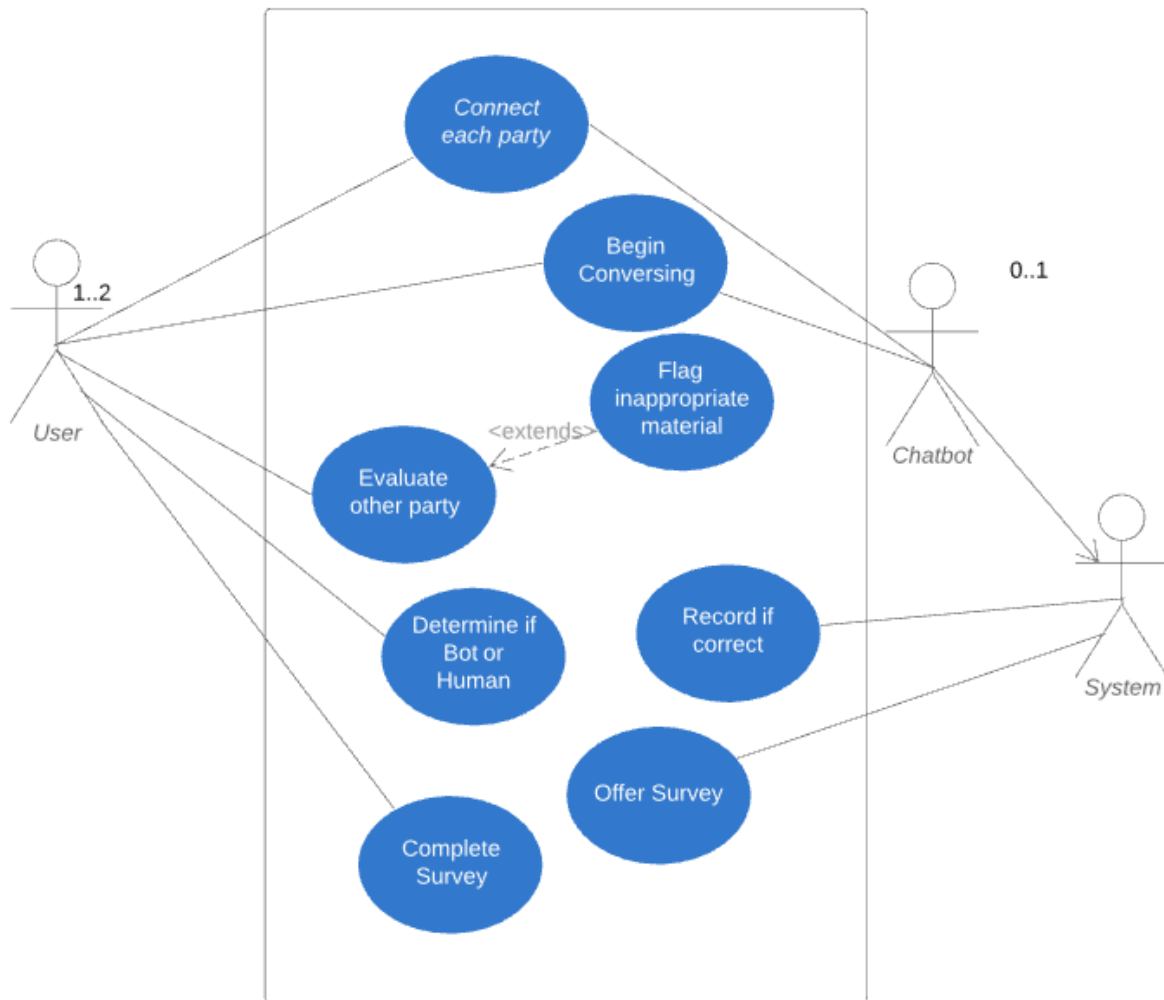 Connect
each party
Begin
Conversing
1..2
0..1
Flag
inappropriate
material
<extends>
User
Chatbot
Evaluate
other party
Determine if
Bot or
Human
Record if
correct
System
Offer Survey
Complete
Survey